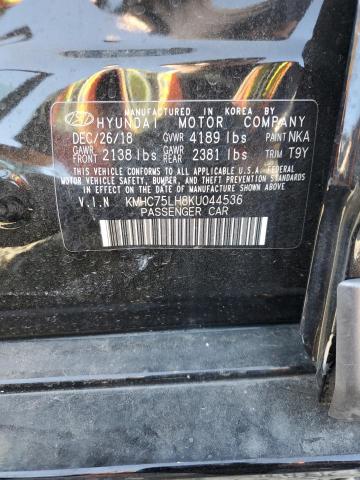 MANUFACTURED IN KOREA BY
HYUNDAI MOTOR COMPANY
DEC/26/18 GVWR 4189 lbs PAINT NKA
GAWR FRONT 2138 lbs GAWR REAR 2381 lbs TRIM T9Y
THIS VEHICLE CONFORMS TO ALL APPLICABLE U.S. FEDERAL
MOTOR VEHICLE SAFETY, BUMPER, AND THEFT PREVENTION
STANDARDS IN EFFECT ON THE DATE OF MANUFACTURE SHOWN ABOVE.
V.I.N KMHC75LH8KU044536
PASSENGER CAR